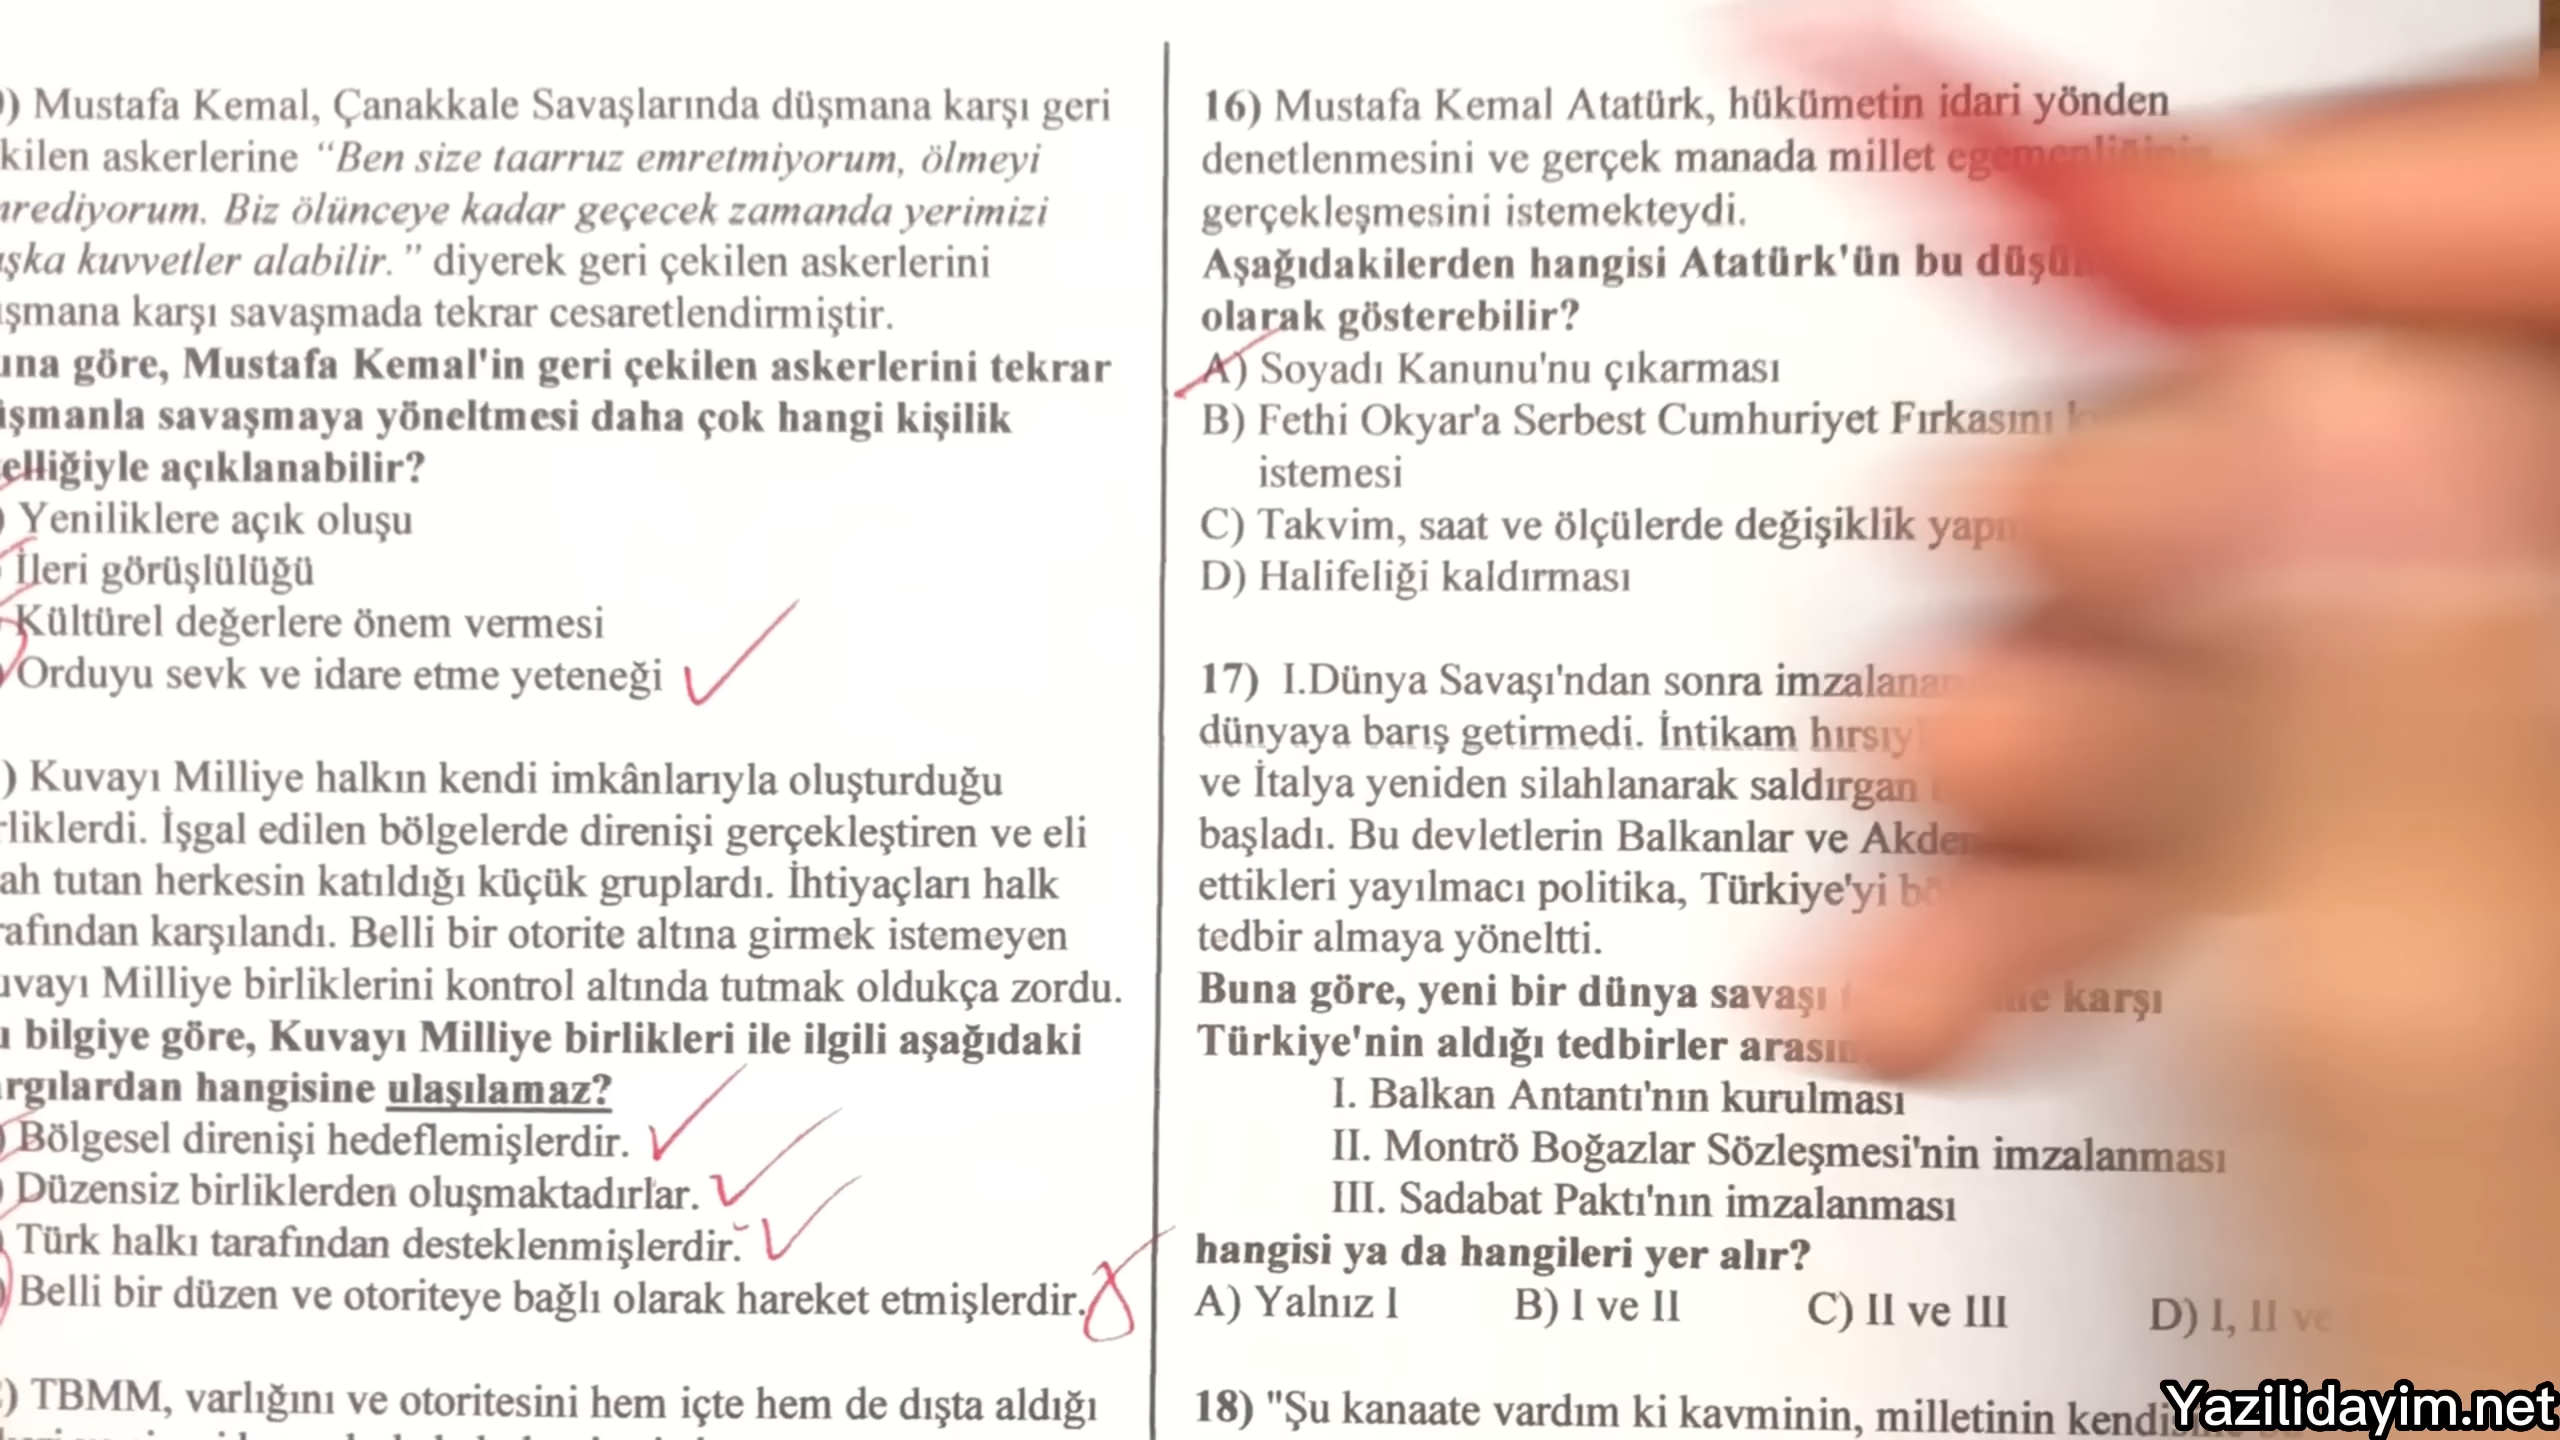 ) Mustafa Kemal, Çanakkale Savaşlarında düşmana karşı geri
kilen askerlerine “Ben size taarruz emretmiyorum, ölmeyi
rediyorum. Biz ölünceye kadar geçecek zamanda yerimizi
şka kuvvetler alabilir.” diyerek geri çekilen askerlerini
şmana karşı savaşmada tekrar cesaretlendirmiştir.
una göre, Mustafa Kemal'in geri çekilen askerlerini tekrar
işmanla savaşmaya yöneltmesi daha çok hangi kişilik
elliğiyle açıklanabilir?
) Yeniliklere açık oluşu
İleri görüşlülüğü
Kültürel değerlere önem vermesi
Orduyu sevk ve idare etme yeteneği
) Kuvayı Milliye halkın kendi imkânlarıyla oluşturduğu
rliklerdi. İşgal edilen bölgelerde direnişi gerçekleştiren ve eli
ah tutan herkesin katıldığı küçük gruplardı. İhtiyaçları halk
rafından karşılandı. Belli bir otorite altına girmek istemeyen
uvayı Milliye birliklerini kontrol altında tutmak oldukça zordu.
u bilgiye göre, Kuvayı Milliye birlikleri ile ilgili aşağıdaki
rgılardan hangisine ulaşılamaz?
) Bölgesel direnişi hedeflemişlerdir.
) Düzensiz birliklerden oluşmaktadırlar.
) Türk halkı tarafından desteklenmişlerdir.
) Belli bir düzen ve otoriteye bağlı olarak hareket etmişlerdir.
) TBMM, varlığını ve otoritesini hem içte hem de dışta aldığı
16) Mustafa Kemal Atatürk, hükümetin idari yönden
denetlenmesini ve gerçek manada millet egemenliğinin
gerçekleşmesini istemekteydi.
Aşağıdakilerden hangisi Atatürk'ün bu
olarak gösterebilir?
A) Soyadı Kanunu'nu çıkarması
B) Fethi Okyar'a Serbest Cumhuriyet Fırkasını
istemesi
C) Takvim, saat ve ölçülerde değişiklik
D) Halifeliği kaldırması
17) I.Dünya Savaşı'ndan sonra imzalanan
dünyaya barış getirmedi. İntikam
ve İtalya yeniden silahlanarak saldırgan
başladı. Bu devletlerin Balkanlar ve
ettikleri yayılmacı politika, Türkiye'yi
tedbir almaya yöneltti.
Buna göre, yeni bir dünya savaşı karşı
Türkiye'nin aldığı tedbirler
I. Balkan Antantı'nın kurulması
II. Montrö Boğazlar Sözleşmesi'nin imzalanması
III. Sadabat Paktı'nın imzalanması
hangisi ya da hangileri yer alır?
A) Yalnız I B) I ve II C) II ve III D) I, II ve
18) "Şu kanaate vardım ki kavminin, milletinin
Yazilidayim.net